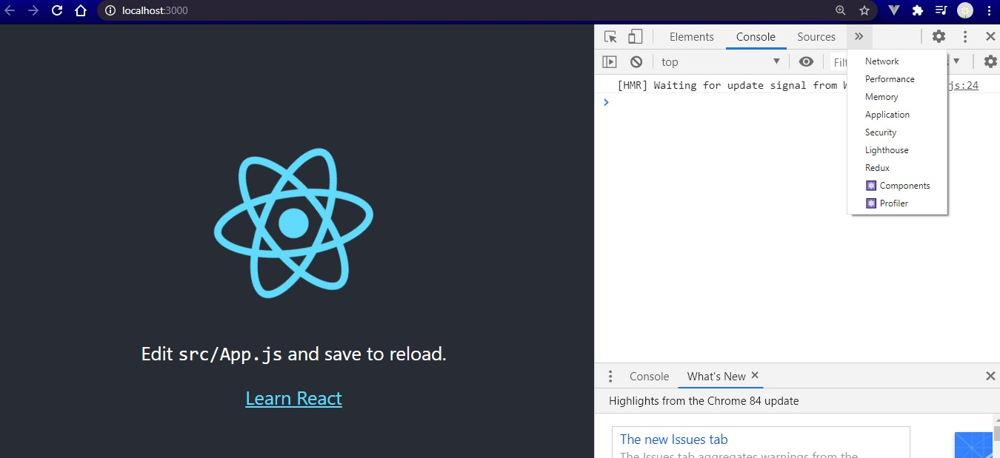 localhost:3000
Elements Console Sources
top
Filt
[HMR] Waiting for update signal from js:24
Network
Performance
Memory
Application
Security
Lighthouse
Redux
Components
Profiler
Edit src/App.js and save to reload.
Learn React
Console What's New
Highlights from the Chrome 84 update
The new Issues tab
The Issues tab aggregates warnings from the